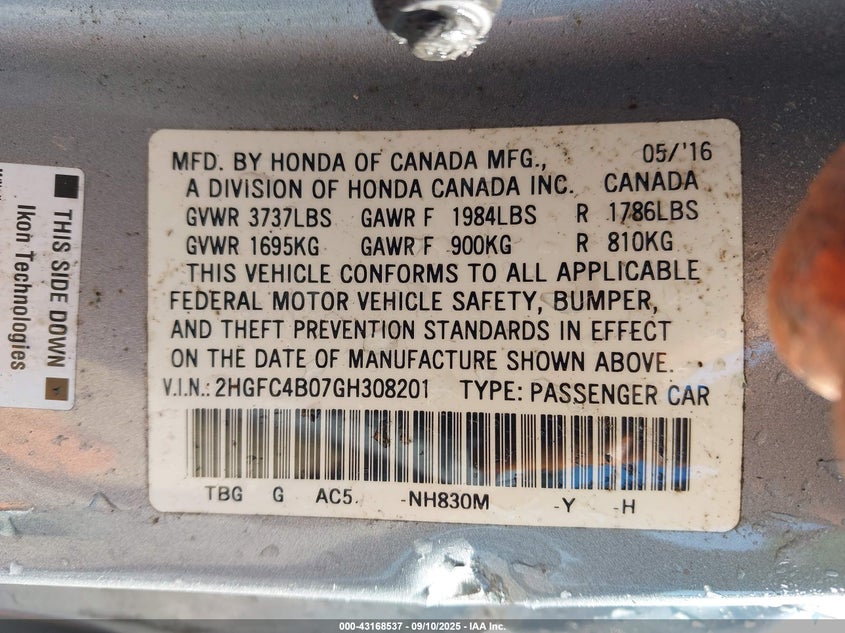 MFD. BY HONDA OF CANADA MFG., 05/'16
A DIVISION OF HONDA CANADA INC. CANADA
GVWR 3737LBS GAWR F 1984LBS R 1786LBS
GVWR 1695KG GAWR F 900KG R 810KG
THIS VEHICLE CONFORMS TO ALL APPLICABLE
FEDERAL MOTOR VEHICLE SAFETY, BUMPER,
AND THEFT PREVENTION STANDARDS IN EFFECT
ON THE DATE OF MANUFACTURE SHOWN ABOVE.
V.I.N.: 2HGFC4B07GH308201 TYPE: PASSENGER CAR
TBG G AC5. -NH830M -Y -H
THIS SIDE DOWN
Ikon Technologies
000-43168537 - 09/10/2025 - IAA Inc.